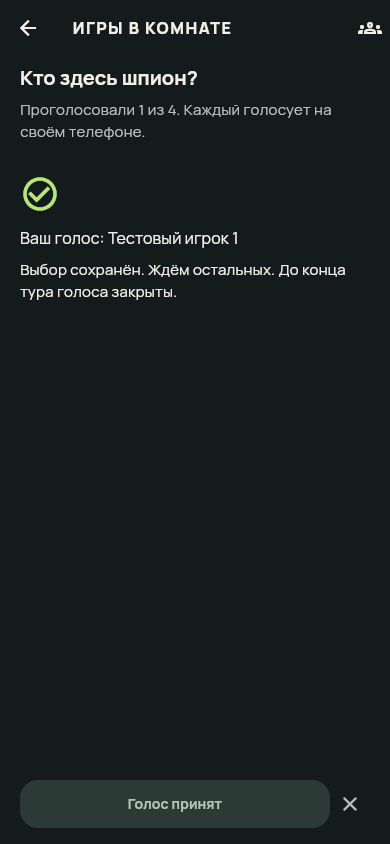 ИГРЫ В КОМНАТЕ
Кто здесь шпион?
Проголосовали 1 из 4. Каждый голосует на
своём телефоне.
Ваш голос: Тестовый игрок 1
Выбор сохранён. Ждём остальных. До конца
тура голоса закрыты.
Голос принят